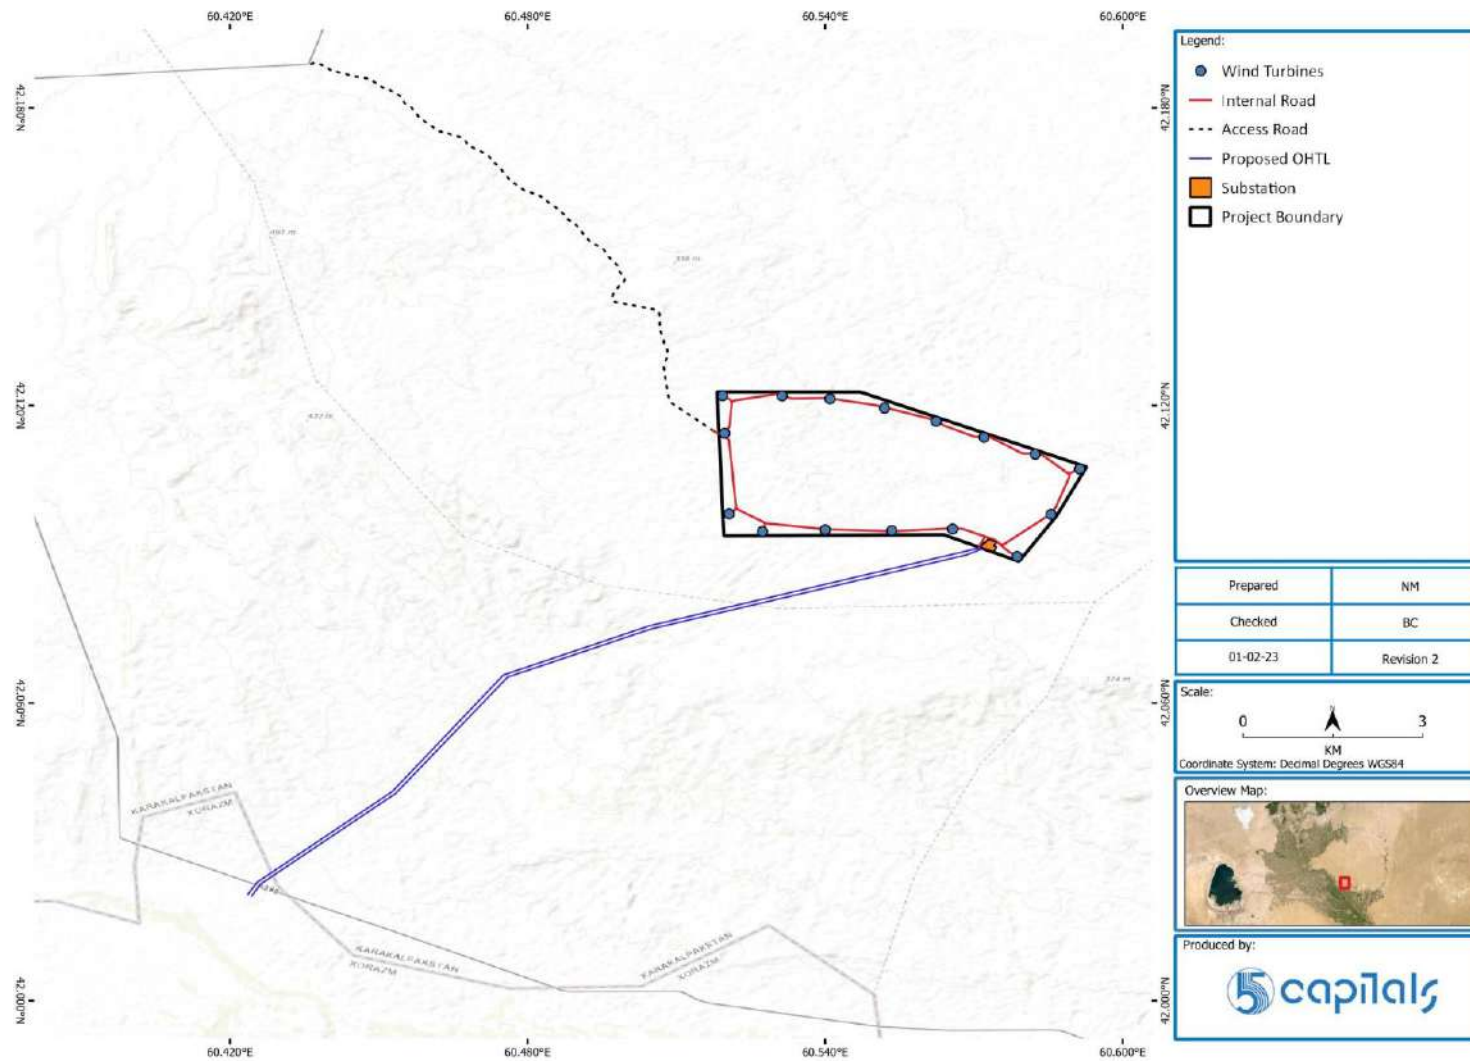 60.420°E
60.480°E
60.540°E
60.600°E
42.180°N
42.180°N
42.120°N
42.120°N
42.060°N
42.060°N
42.000°N
42.000°N
KARAKALPAKSTAN
XORAZM
KARAKALPAKSTAN
XORAZM
KARAKALPAKSTAN
XORAZM
60.420°E
60.480°E
60.540°E
60.600°E
Legend:
Wind Turbines
Internal Road
Access Road
Proposed OHTL
Substation
Project Boundary
Prepared NM
Checked BC
01-02-23 Revision 2
Scale:
N
0 3
KM
Coordinate System: Decimal Degrees WGS84
Overview Map:
Produced by:
5 capitals